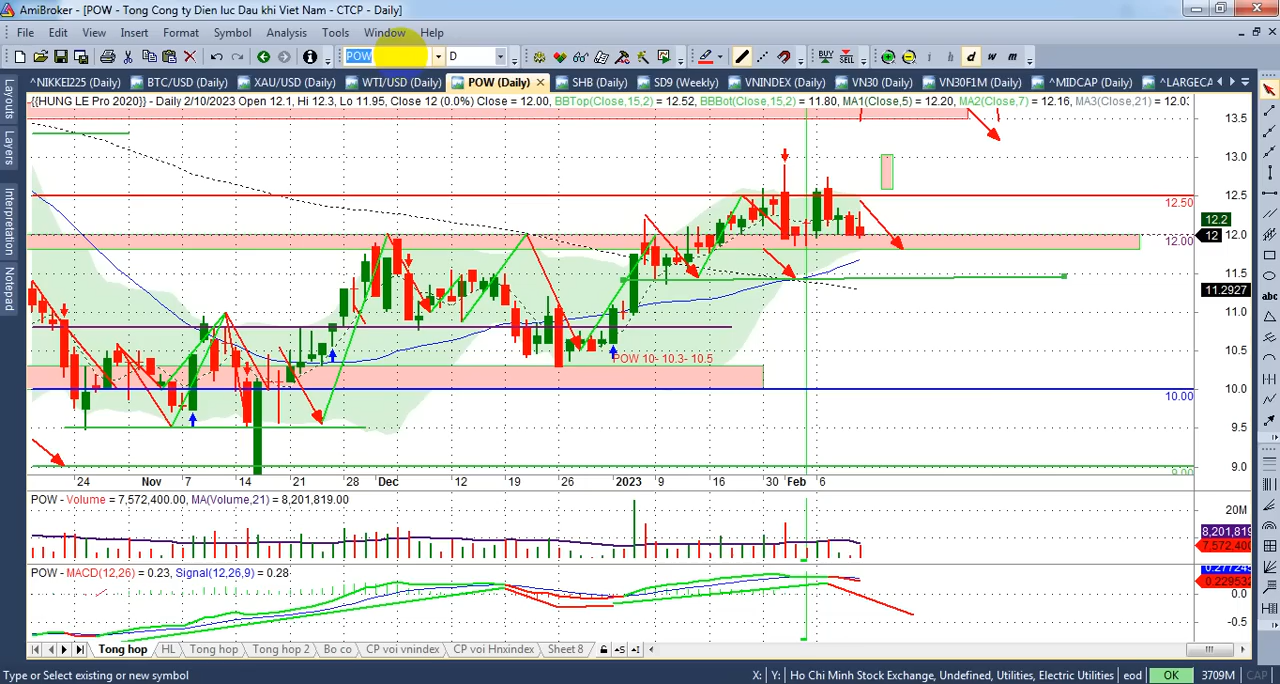 AmiBroker - [POW - Tong Cong ty Dien luc Dau khi Viet Nam - CTCP - Daily]
File Edit View Insert Format Symbol Analysis Tools Window Help
POW D BUY SELL i h d w m
^NIKKEI225 (Daily) BTC/USD (Daily) XAU/USD (Daily) WTI/USD (Daily) POW (Daily) SHB (Daily) SD9 (Weekly) VNINDEX (Daily) VN30 (Daily) VN30F1M (Daily) ^MIDCAP (Daily) ^LARGECA
{{HUNG LE Pro 2020}} - Daily 2/10/2023 Open 12.1, Hi 12.3, Lo 11.95, Close 12 (0.0%) Close = 12.00, BBTop(Close,15,2) = 12.52, BBBot(Close,15,2) = 11.80, MA1(Close,5) = 12.20, MA2(Close,7) = 12.16, MA3(Close,21) = 12.0
Layouts
Layers
Interpretation
Notepad
13.5
13.0
12.5
12.50
12.2
12
12.00
11.5
11.2927
11.0
10.5
POW 10- 10.3- 10.5
10.0
10.00
9.5
9.0
9.00
24 Nov 7 14 21 28 Dec 12 19 26 2023 9 16 30 Feb 6
POW - Volume = 7,572,400.00, MA(Volume,21) = 8,201,819.00
20M
8,201,819
7,572,400
POW - MACD(12,26) = 0.23, Signal(12,26,9) = 0.28
0.229532
0.0
-0.5
Tong hop HL Tong hop Tong hop 2 Bo co CP voi vnindex CP voi Hnxindex Sheet 8
Type or Select existing or new symbol X: Y: Ho Chi Minh Stock Exchange, Undefined, Utilities, Electric Utilities eod OK 3709M CAP
abc